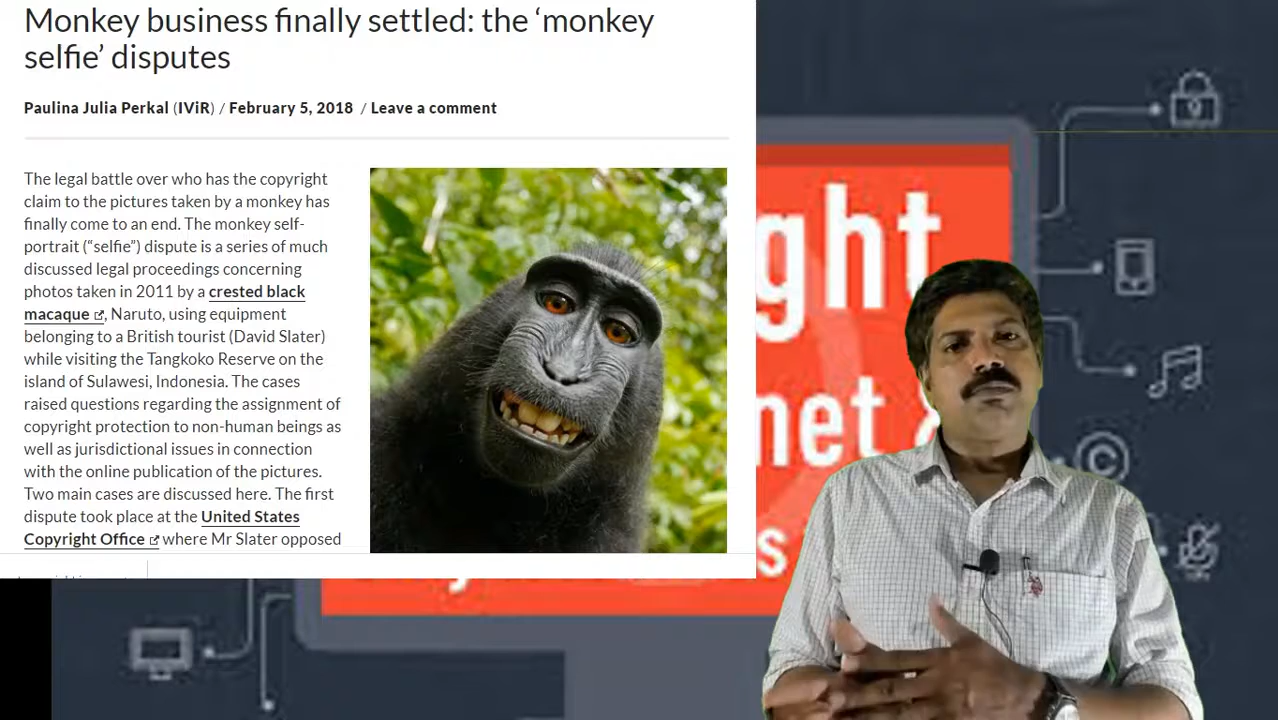 Monkey business finally settled: the ‘monkey
selfie’ disputes
Paulina Julia Perkal (IViR) / February 5, 2018 / Leave a comment
The legal battle over who has the copyright
claim to the pictures taken by a monkey has
finally come to an end. The monkey self-
portrait (“selfie”) dispute is a series of much
discussed legal proceedings concerning
photos taken in 2011 by a crested black
macaque, Naruto, using equipment
belonging to a British tourist (David Slater)
while visiting the Tangkoko Reserve on the
island of Sulawesi, Indonesia. The cases
raised questions regarding the assignment of
copyright protection to non-human beings as
well as jurisdictional issues in connection
with the online publication of the pictures.
Two main cases are discussed here. The first
dispute took place at the United States
Copyright Office where Mr Slater opposed
ght
net &
s
©